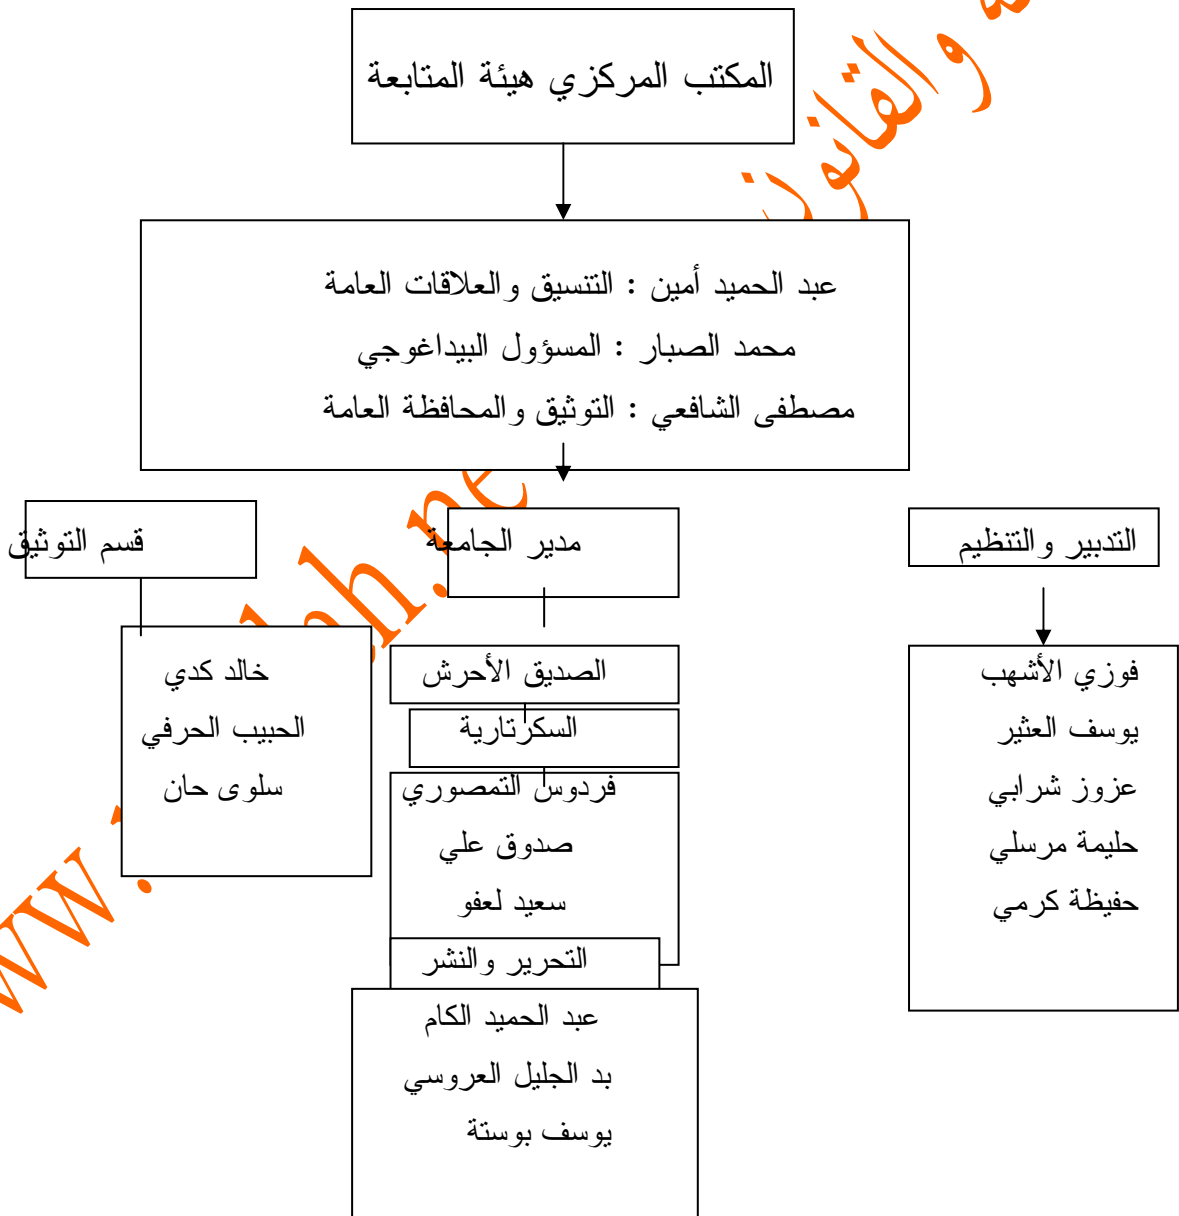 المكتب المركزي هيئة المتابعة
عبد الحميد أمين : التنسيق والعلاقات العامة
محمد الصبار : المسؤول البيداغوجي
مصطفى الشافعي : التوثيق والمحافظة العامة
التدبير والتنظيم
فوزي الأشهب
يوسف العثير
عزوز شرابي
حليمة مرسلي
حفيظة كرمي
مدير الجامعة
الصديق الأحرش
السكرتارية
فردوس التمصوري
صدوق علي
سعيد لعفو
التحرير والنشر
عبد الحميد الكام
بد الجليل العروسي
يوسف بوستة
قسم التوثيق
خالد كدي
الحبيب الحرفي
سلوى حان
والقانون